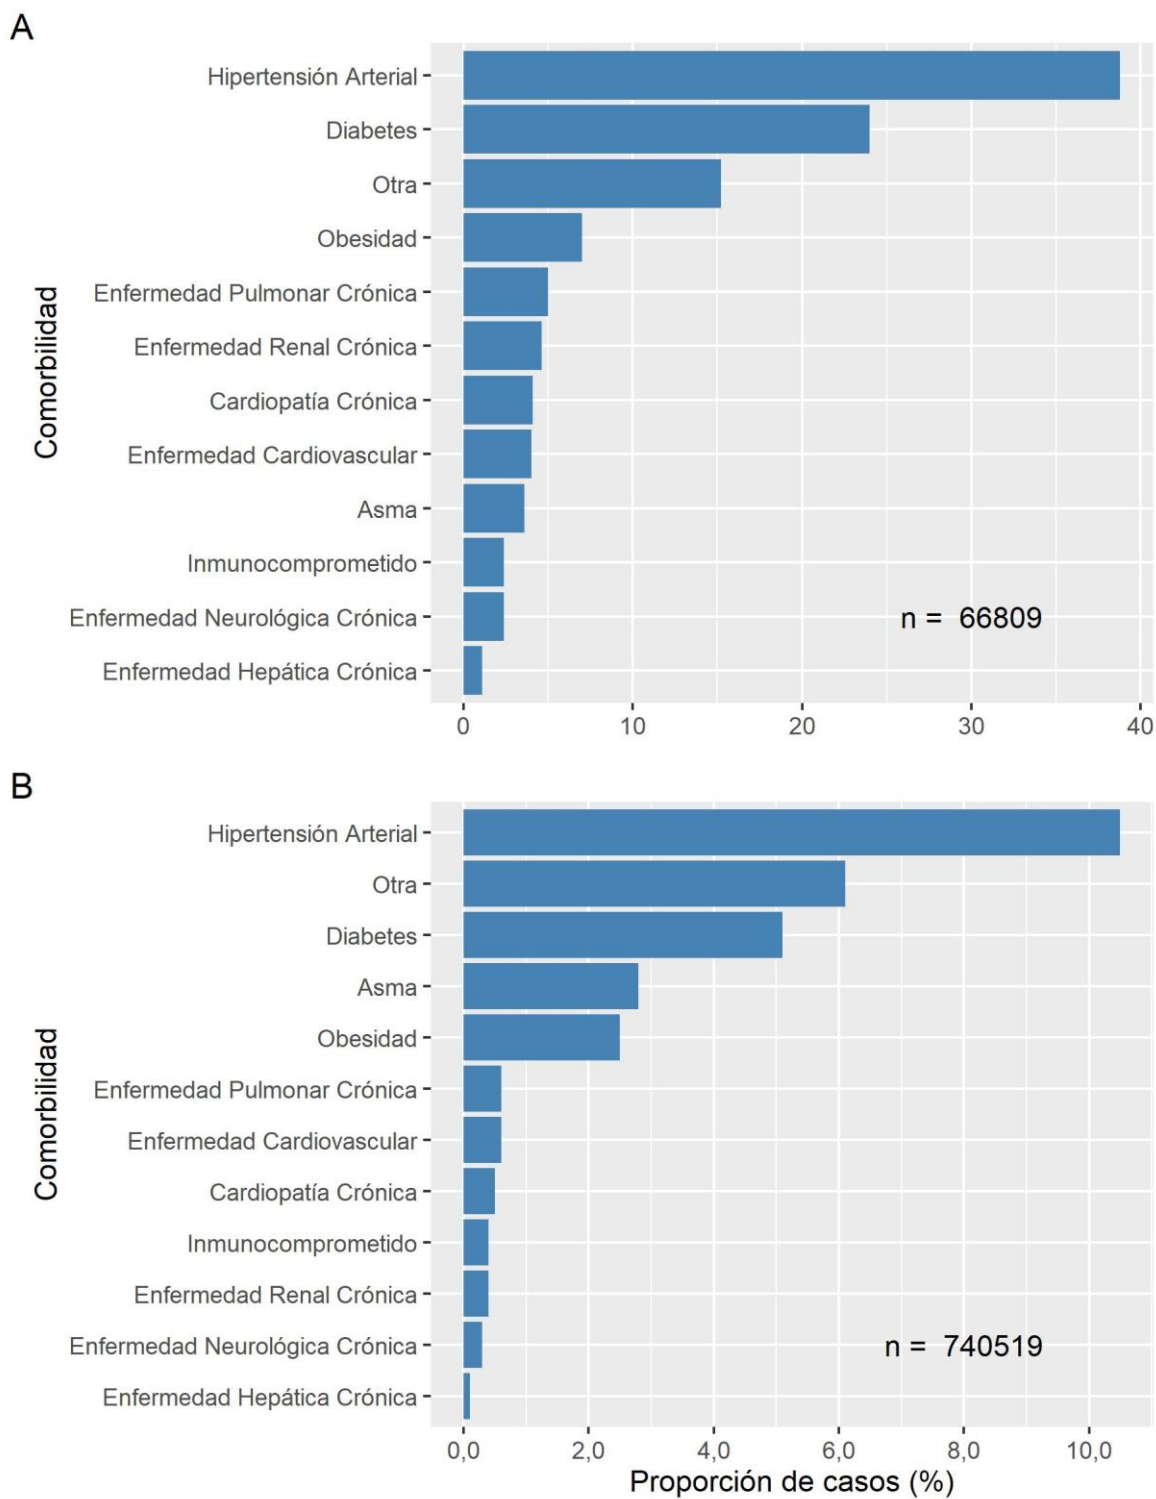 A
Hipertensión Arterial
Diabetes
Otra
Obesidad
Enfermedad Pulmonar Crónica
Enfermedad Renal Crónica
Cardiopatía Crónica
Enfermedad Cardiovascular
Asma
Inmunocomprometido
Enfermedad Neurológica Crónica
Enfermedad Hepática Crónica
Comorbilidad
n = 66809
0 10 20 30 40
B
Hipertensión Arterial
Otra
Diabetes
Asma
Obesidad
Enfermedad Pulmonar Crónica
Enfermedad Cardiovascular
Cardiopatía Crónica
Inmunocomprometido
Enfermedad Renal Crónica
Enfermedad Neurológica Crónica
Enfermedad Hepática Crónica
Comorbilidad
n = 740519
0,0 2,0 4,0 6,0 8,0 10,0
Proporción de casos (%)